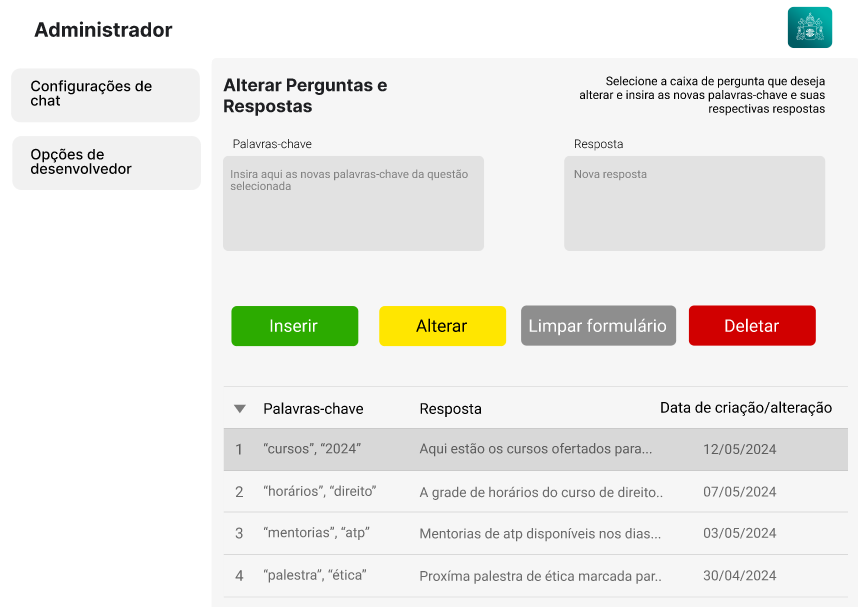 Administrador
Configurações de
chat
Opções de
desenvolvedor
Alterar Perguntas e
Respostas
Selecione a caixa de pergunta que deseja
alterar e insira as novas palavras-chave e suas
respectivas respostas
Palavras-chave
Resposta
Insira aqui as novas palavras-chave da questão
selecionada
Nova resposta
Inserir
Alterar
Limpar formulário
Deletar
Palavras-chave Resposta Data de criação/alteração
1 “cursos”, “2024” Aqui estão os cursos ofertados para... 12/05/2024
2 “horários”, “direito” A grade de horários do curso de direito.. 07/05/2024
3 “mentorias”, “atp” Mentorias de atp disponíveis nos dias... 03/05/2024
4 “palestra”, “ética” Proxíma palestra de ética marcada par.. 30/04/2024